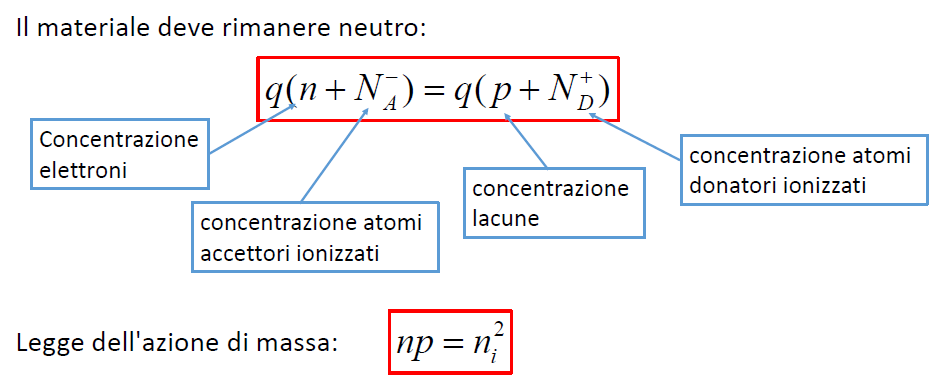 Il materiale deve rimanere neutro:
q(n + N_A^-) = q(p + N_D^+)
Concentrazione
elettroni
concentrazione atomi
accettori ionizzati
concentrazione
lacune
concentrazione atomi
donatori ionizzati
Legge dell'azione di massa: np = n_i^2